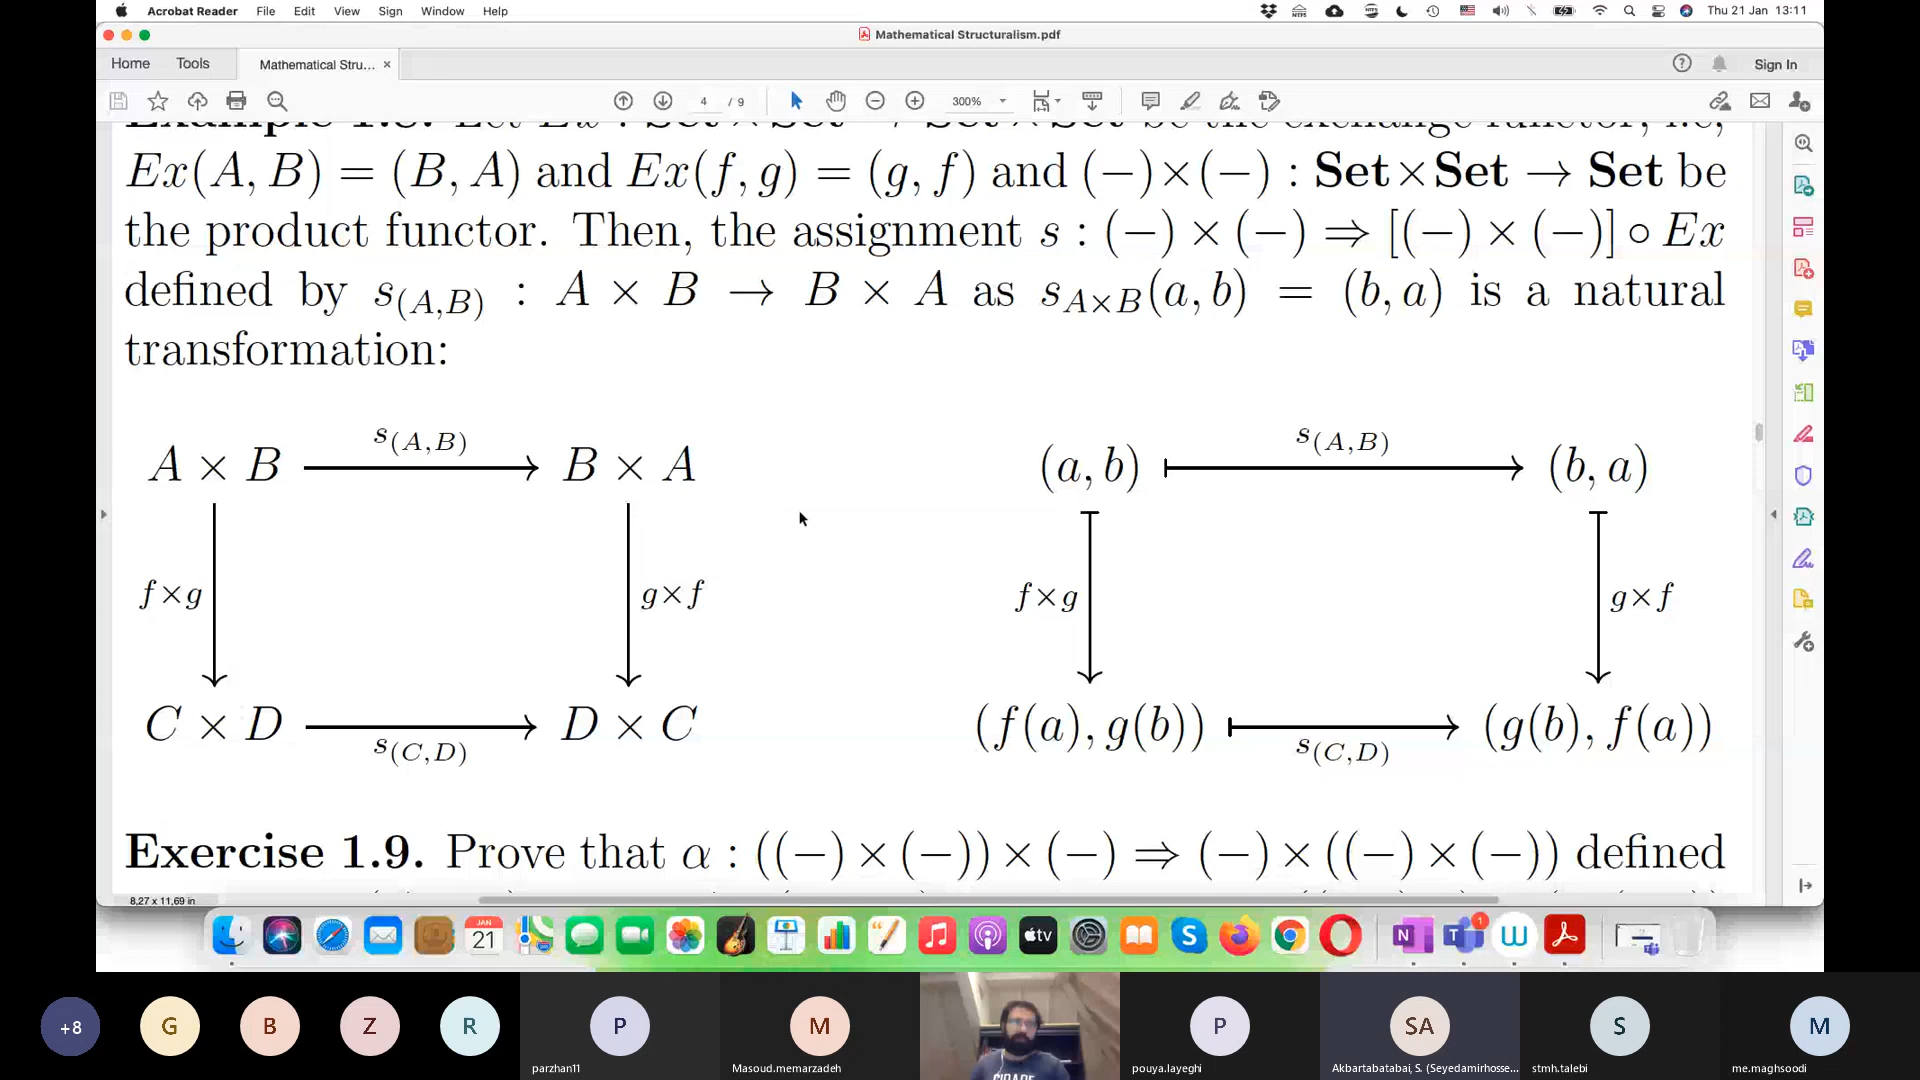 Acrobat Reader File Edit View Sign Window Help Thu 21 Jan 13:11
Mathematical Structuralism.pdf
Home Tools Mathematical Stru... × Sign In
4 / 9 300%
Ex(A, B) = (B, A) and Ex(f, g) = (g, f) and (−)×(−) : Set×Set → Set be
the product functor. Then, the assignment s : (−) × (−) ⇒ [(−) × (−)] ∘ Ex
defined by s_(A,B) : A × B → B × A as s_A×B(a, b) = (b, a) is a natural
transformation:
A × B s_(A,B) B × A (a, b) s_(A,B) (b, a)
f×g g×f f×g g×f
C × D s_(C,D) D × C (f(a), g(b)) s_(C,D) (g(b), f(a))
Exercise 1.9. Prove that α : ((−) × (−)) × (−) ⇒ (−) × ((−) × (−)) defined
8,27 x 11,69 in
JAN
21
tv
N T 1
+8 G B Z R P M P SA S M
parzhan11 Masoud.memarzadeh pouya.layeghi Akbartabatabai, S. (Seyedamirhosse... stmh.talebi me.maghsoodi